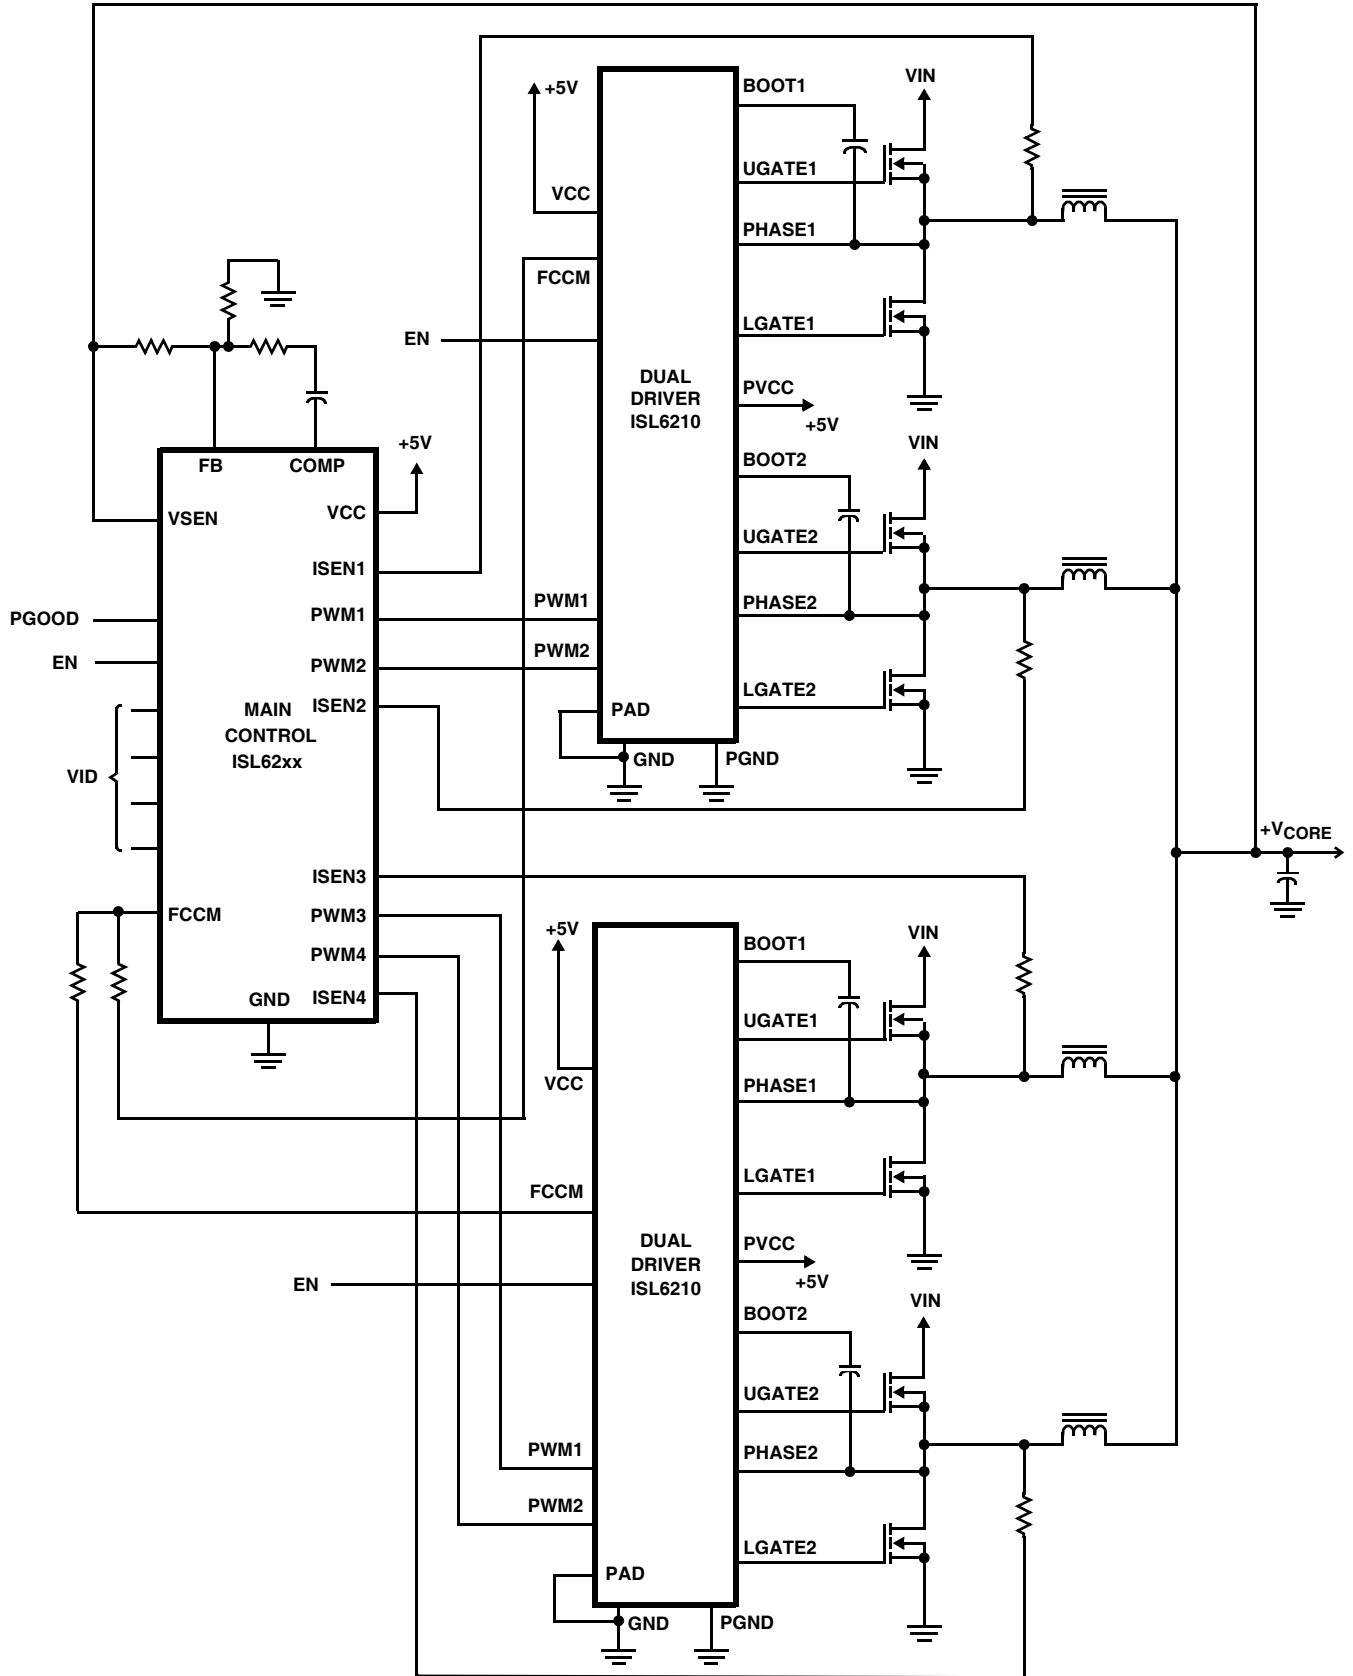 +5V
BOOT1
VIN
UGATE1
VCC
PHASE1
FCCM
LGATE1
EN
DUAL
DRIVER
ISL6210
PVCC
+5V
+5V
VIN
BOOT2
FB
COMP
VSEN
VCC
UGATE2
ISEN1
PWM1
PHASE2
PGOOD
PWM1
PWM2
EN
PWM2
LGATE2
ISEN2
PAD
MAIN
CONTROL
ISL62xx
GND
PGND
VID
+VCORE
ISEN3
FCCM
PWM3
+5V
VIN
BOOT1
PWM4
ISEN4
GND
UGATE1
VCC
PHASE1
LGATE1
FCCM
DUAL
DRIVER
ISL6210
PVCC
+5V
EN
VIN
BOOT2
UGATE2
PWM1
PHASE2
PWM2
LGATE2
PAD
GND
PGND